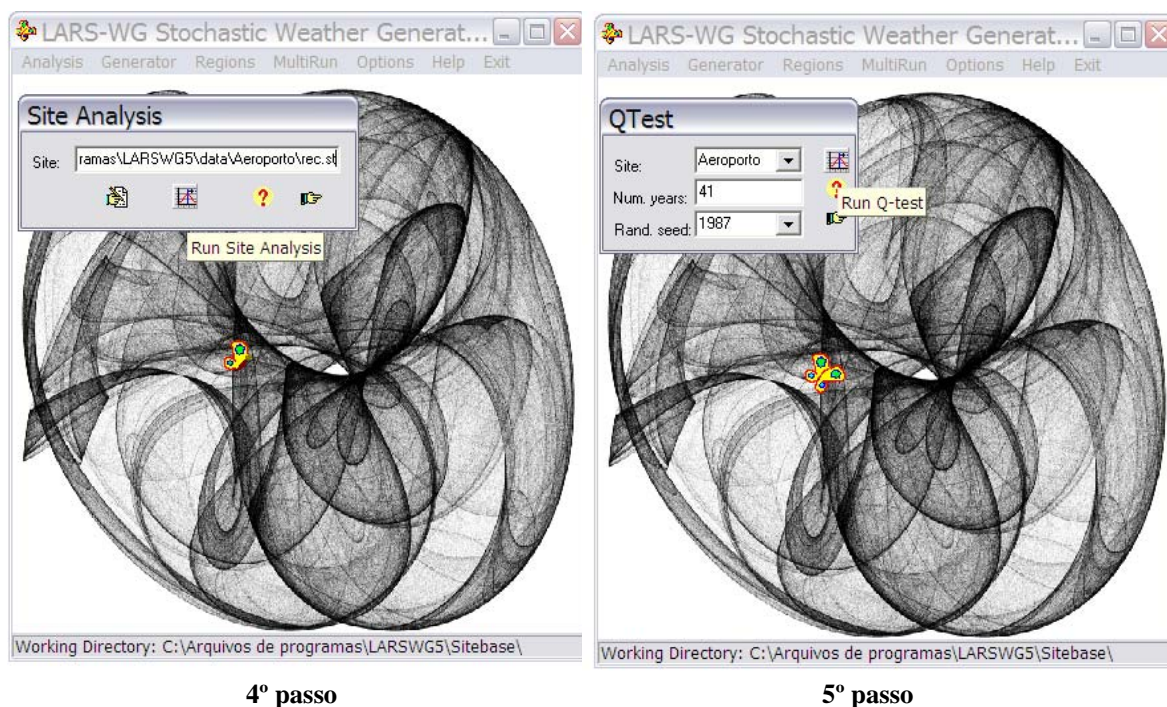 LARS-WG Stochastic Weather Generat...
Analysis Generator Regions MultiRun Options Help Exit
Site Analysis
Site: ramas\LARSWG5\data\Aeroporto\rec.st
?
Run Site Analysis
Working Directory: C:\Arquivos de programas\LARSWG5\Sitebase\
4º passo
LARS-WG Stochastic Weather Generat...
Analysis Generator Regions MultiRun Options Help Exit
QTest
Site: Aeroporto
Num. years: 41
?
Run Q-test
Rand. seed: 1987
Working Directory: C:\Arquivos de programas\LARSWG5\Sitebase\
5º passo